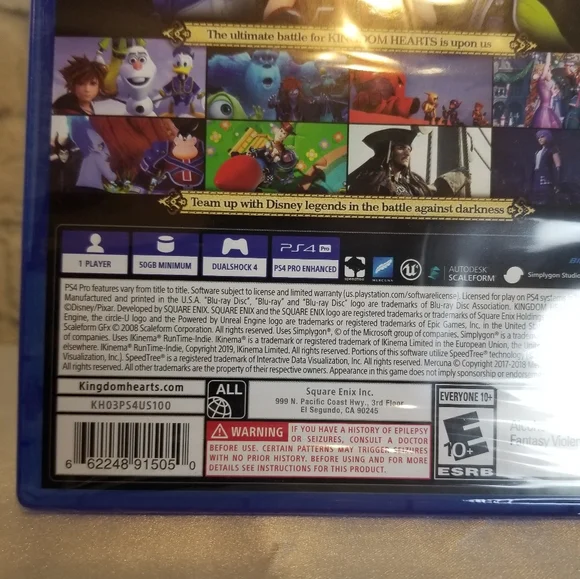 The ultimate battle for KINGDOM HEARTS is upon us
Team up with Disney legends in the battle against darkness
1 PLAYER
50GB MINIMUM
DUALSHOCK 4
PS4 Pro
PS4 PRO ENHANCED
MERCURNA
AUTODESK
SCALEFORM
Simplygon Studio
PS4 Pro features vary from title to title. Software subject to license and limited warranty (us.playstation.com/softwarelicense). Licensed for play on PS4
Manufactured and printed in the U.S.A. "Blu-ray Disc", "Blu-ray" and "Blu-ray Disc" logo are trademarks of Blu-ray Disc Association. KINGDOM
©Disney/Pixar. Developed by SQUARE ENIX. SQUARE ENIX and the SQUARE ENIX logo are registered trademarks or trademarks of Square Enix
Engine, the circle-U logo and the Powered by Unreal Engine logo are trademarks or registered trademarks of Epic Games, Inc. in the United
Scaleform GFx © 2008 Scaleform Corporation. All rights reserved. Uses Simplygon®, © of the Microsoft group of companies. Simplygon® is a
of companies. Uses IKinema® RunTime-Indie. IKinema® is a trademark or registered trademark of IKinema Limited in the European Union, the
elsewhere. IKinema® RunTime-Indie, Copyright 2019, IKinema Limited. All rights reserved. Portions of this software utilize SpeedTree® technology
Visualization, Inc.). SpeedTree® is a registered trademark of Interactive Data Visualization, Inc. All rights reserved. Mercuna © Copyright 2017-2018
All rights reserved. All other trademarks are the property of their respective owners. Appearance in this game does not imply sponsorship or
Kingdomhearts.com
KH03PS4US100
ALL
Square Enix Inc.
999 N. Pacific Coast Hwy., 3rd Floor
El Segundo, CA 90245
6 62248 91505 0
WARNING IF YOU HAVE A HISTORY OF EPILEPSY
OR SEIZURES, CONSULT A DOCTOR
BEFORE USE. CERTAIN PATTERNS MAY TRIGGER SEIZURES
WITH NO PRIOR HISTORY. BEFORE USING AND FOR MORE
DETAILS SEE INSTRUCTIONS FOR THIS PRODUCT.
EVERYONE 10+
E
10+
ESRB
Fantasy